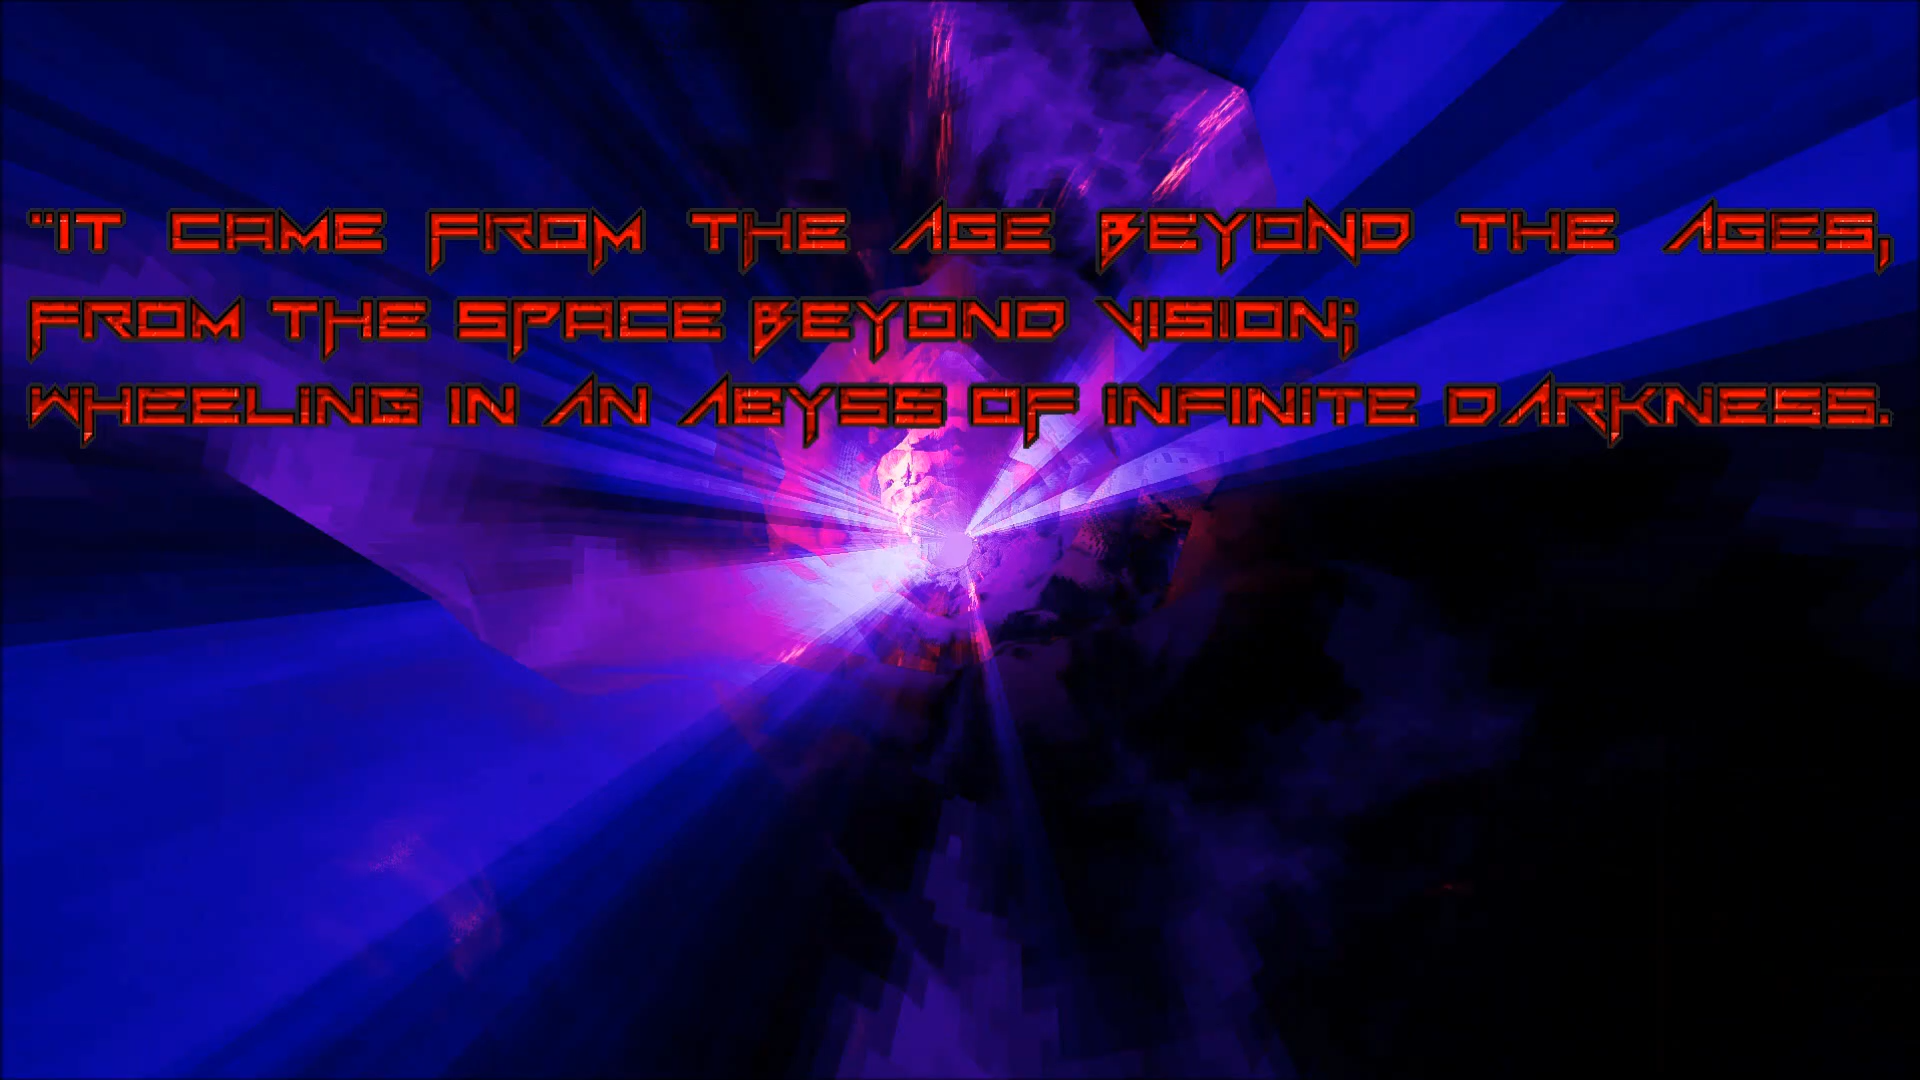 "IT CAME FROM THE AGE BEYOND THE AGES,
FROM THE SPACE BEYOND VISION;
WHEELING IN AN ABYSS OF INFINITE DARKNESS.